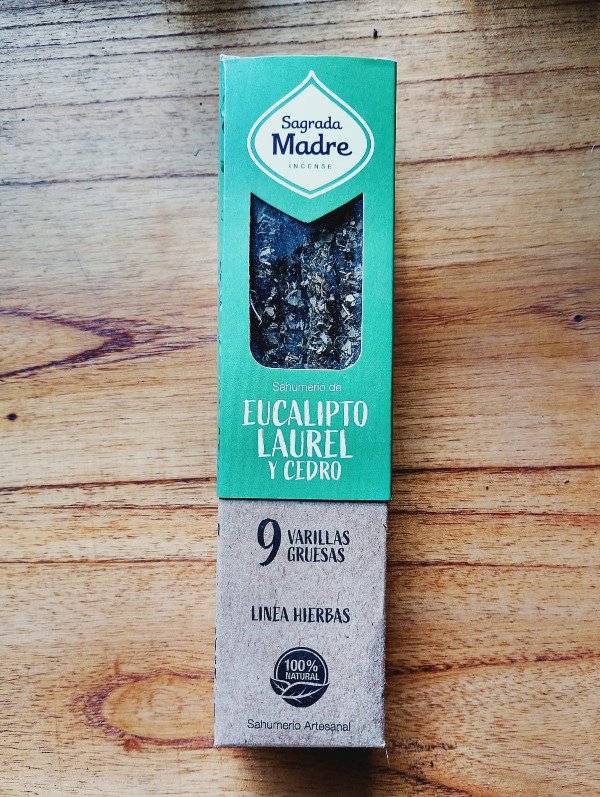 Sagrada
Madre
INCENSE
Sahumerio de
EUCALIPTO
LAUREL
Y CEDRO
9 VARILLAS
GRUESAS
LINEA HIERBAS
100%
NATURAL
Sahumerio Artesanal